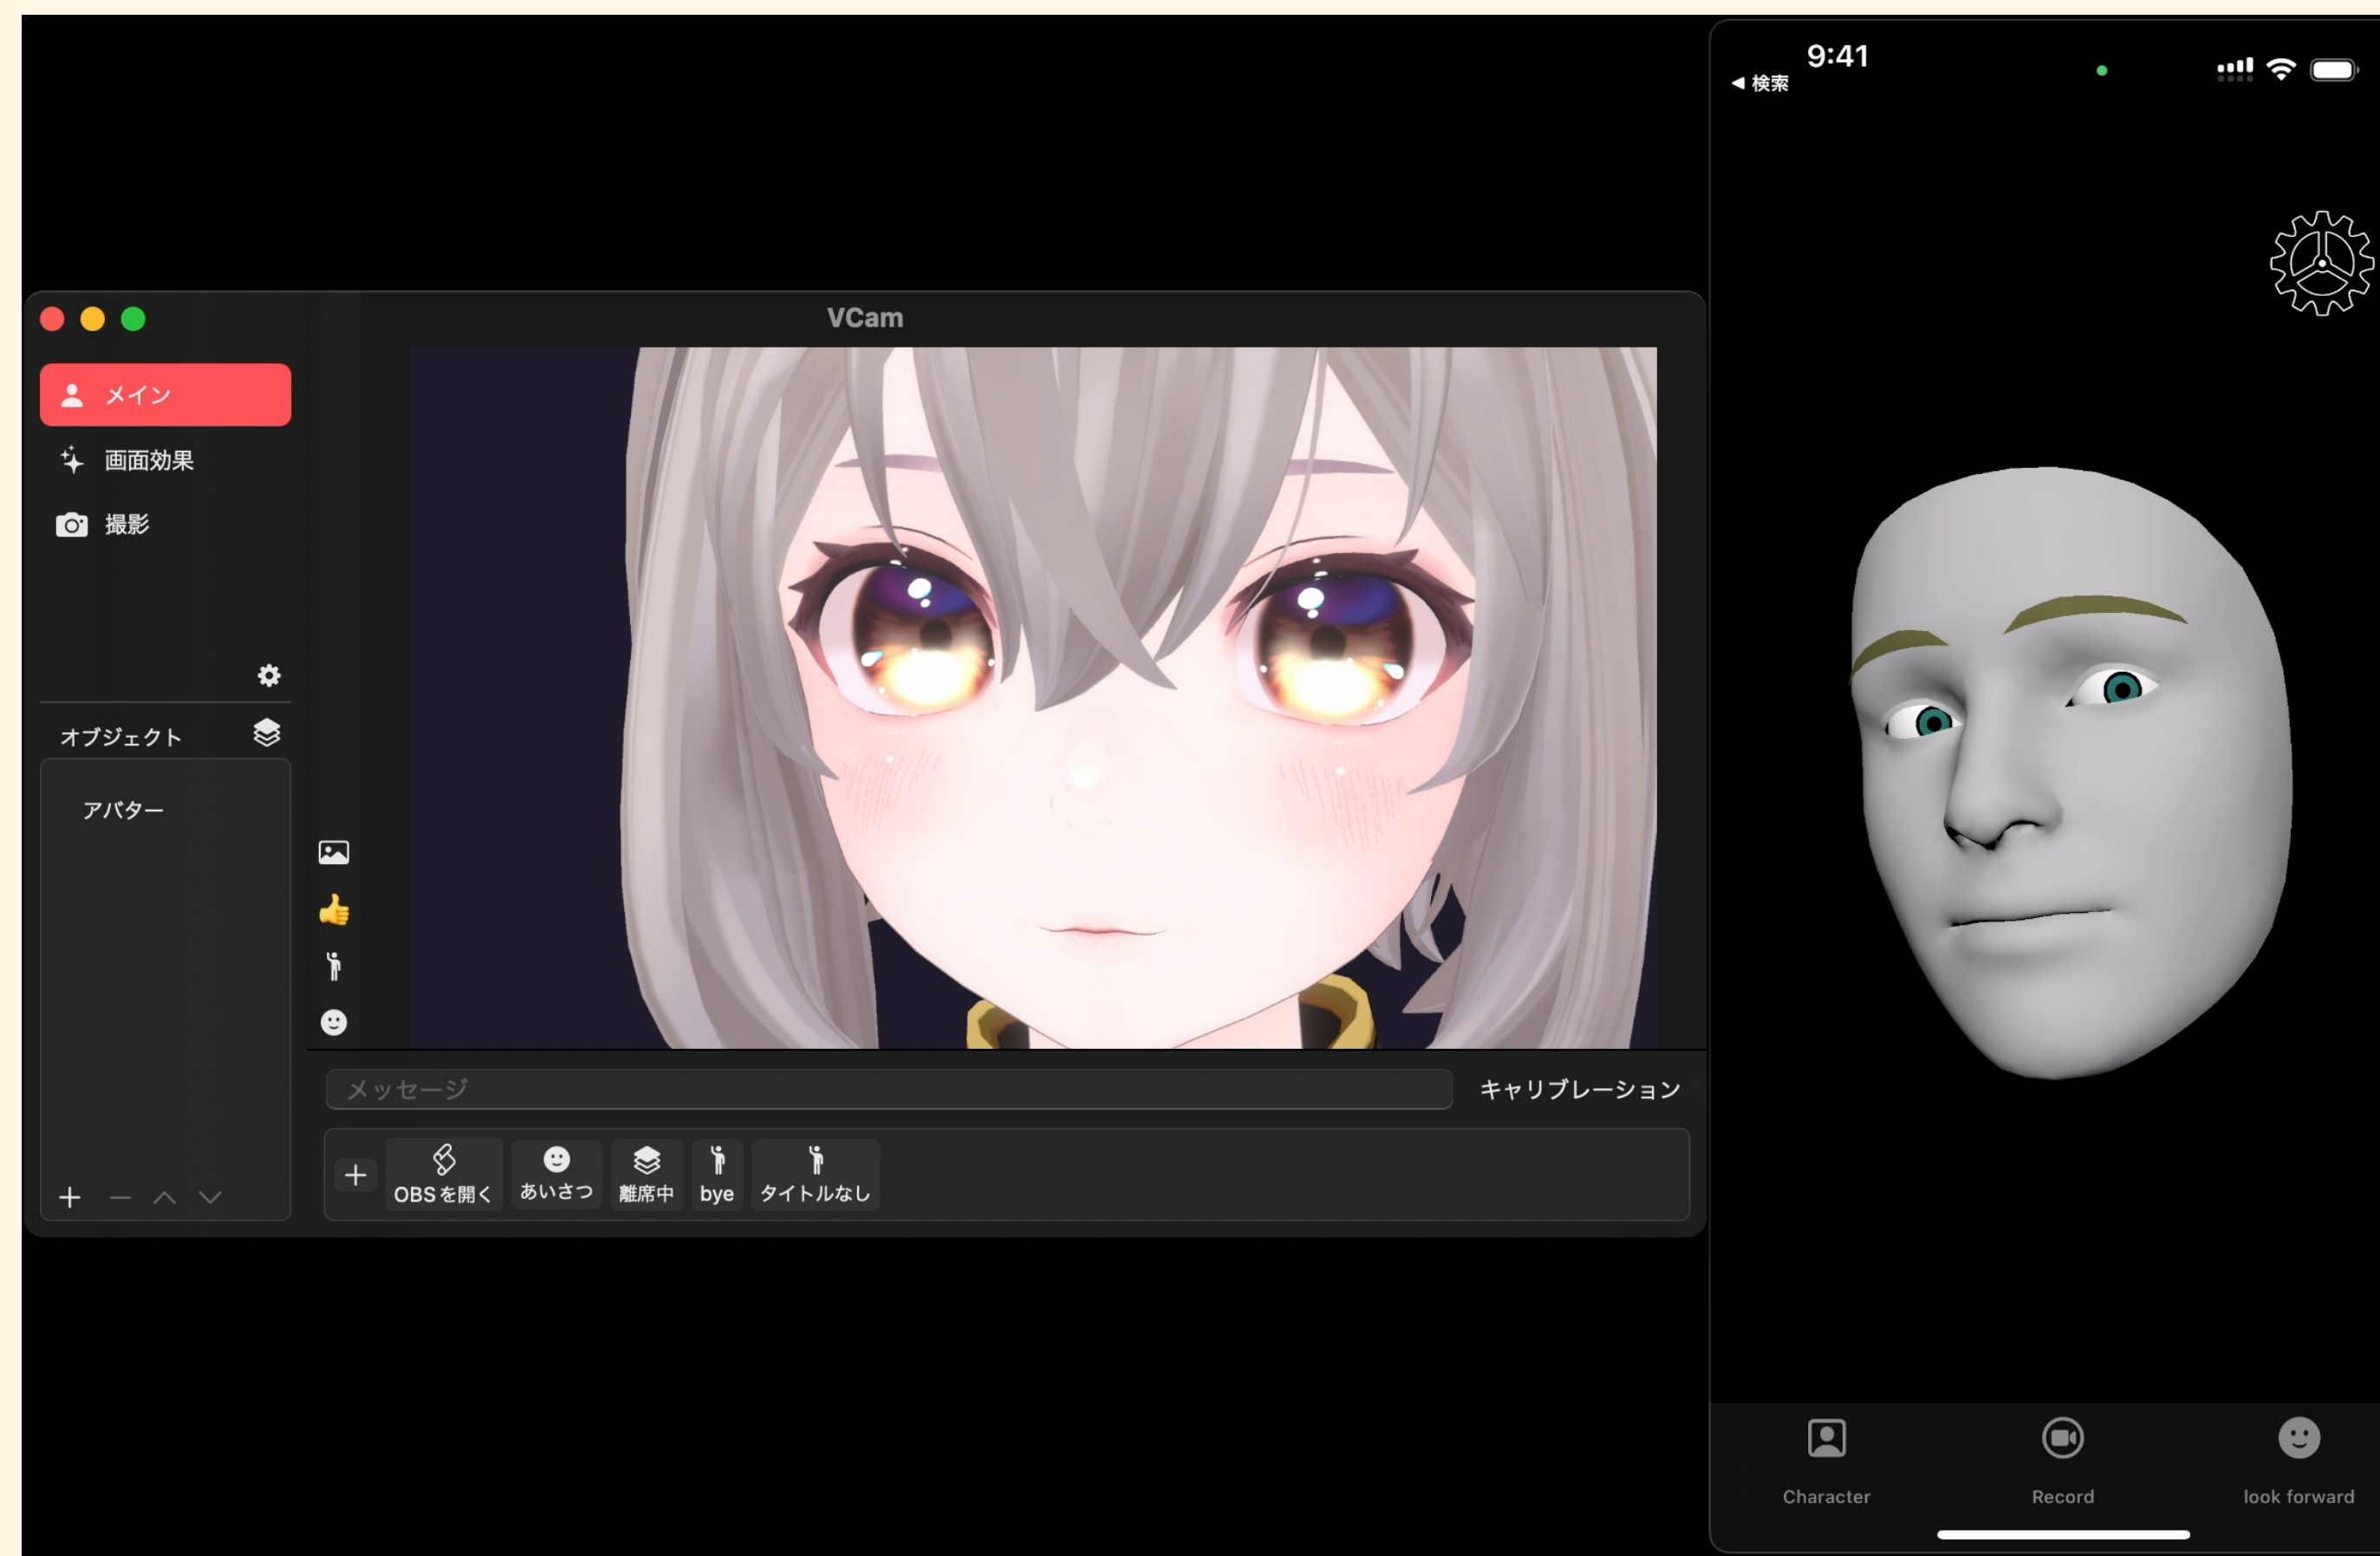 VCam
メイン
画面効果
撮影
オブジェクト
アバター
メッセージ
キャリブレーション
OBSを開く
あいさつ
離席中
bye
タイトルなし
9:41
◀ 検索
Character
Record
look forward